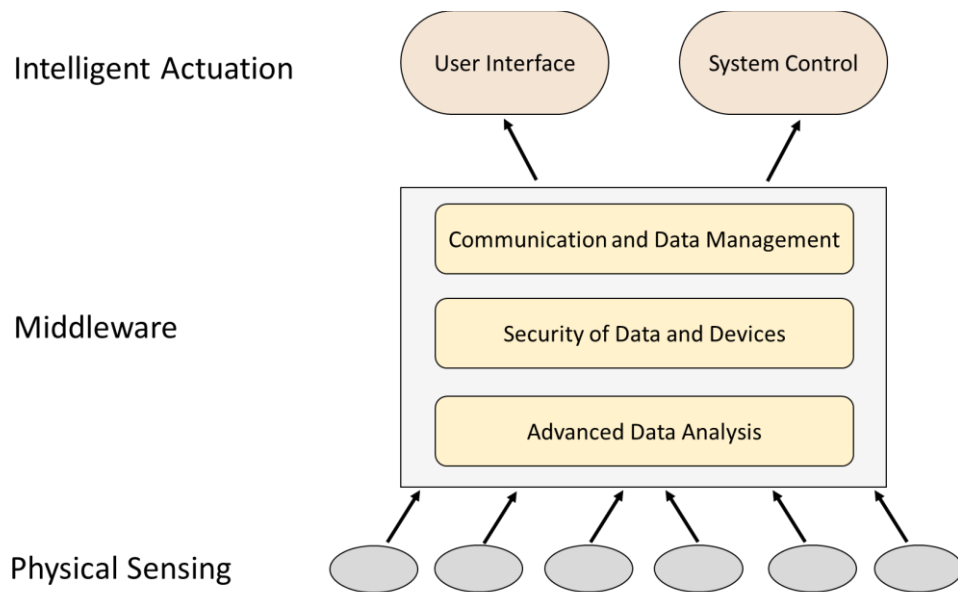 Intelligent Actuation
User Interface
System Control
Middleware
Communication and Data Management
Security of Data and Devices
Advanced Data Analysis
Physical Sensing